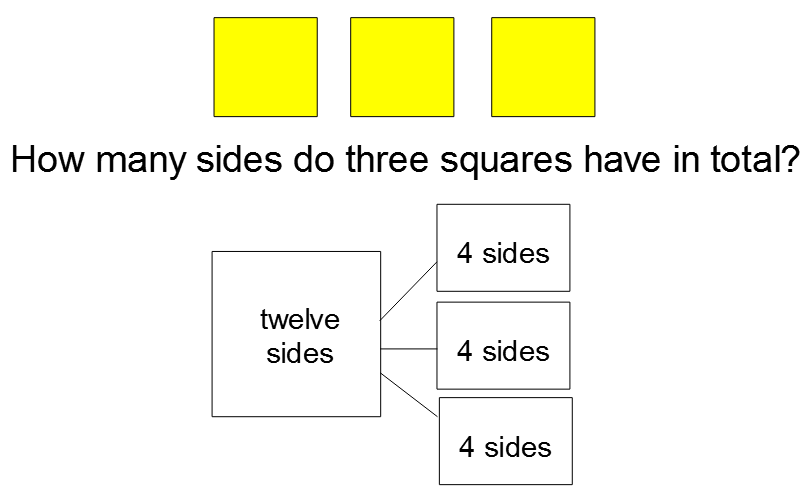 How many sides do three squares have in total?
4 sides
twelve
sides
4 sides
4 sides